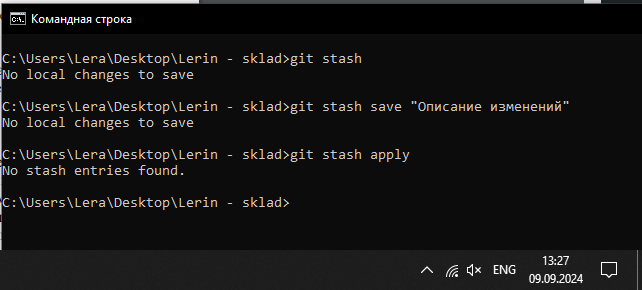 Командная строка
C:\Users\Lera\Desktop\Lerin - sklad>git stash
No local changes to save
C:\Users\Lera\Desktop\Lerin - sklad>git stash save "Описание изменений"
No local changes to save
C:\Users\Lera\Desktop\Lerin - sklad>git stash apply
No stash entries found.
C:\Users\Lera\Desktop\Lerin - sklad>
ENG
13:27
09.09.2024